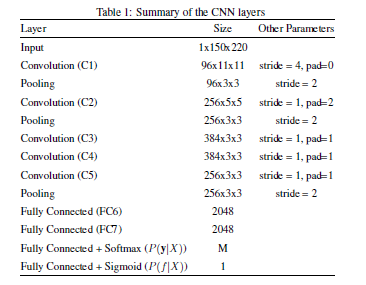 Table 1: Summary of the CNN layers
Layer Size Other Parameters
Input 1x150x220
Convolution (C1) 96x11x11 stride = 4, pad=0
Pooling 96x3x3 stride = 2
Convolution (C2) 256x5x5 stride = 1, pad=2
Pooling 256x3x3 stride = 2
Convolution (C3) 384x3x3 stride = 1, pad=1
Convolution (C4) 384x3x3 stride = 1, pad=1
Convolution (C5) 256x3x3 stride = 1, pad=1
Pooling 256x3x3 stride = 2
Fully Connected (FC6) 2048
Fully Connected (FC7) 2048
Fully Connected + Softmax (P(y|X)) M
Fully Connected + Sigmoid (P(f|X)) 1